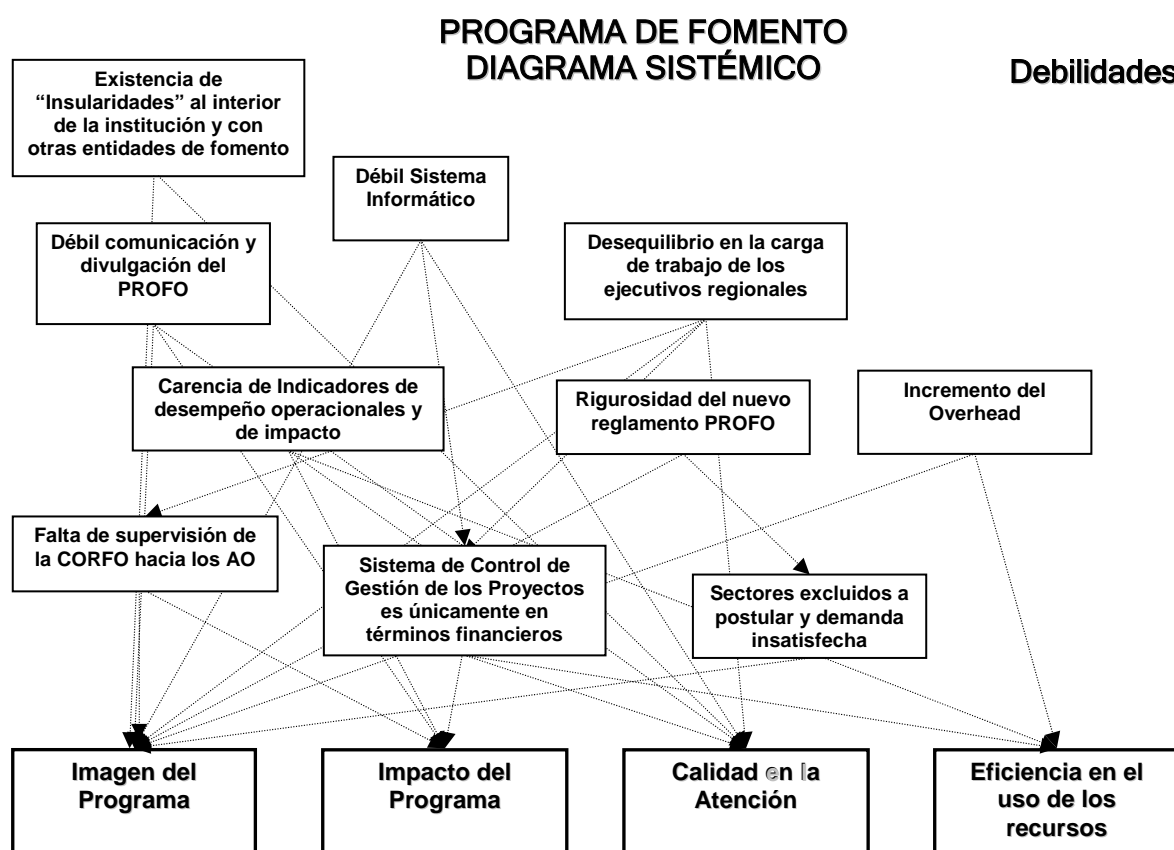 PROGRAMA DE FOMENTO
DIAGRAMA SISTÉMICO
Debilidades
Existencia de
“Insularidades” al interior
de la institución y con
otras entidades de fomento
Débil Sistema
Informático
Débil comunicación y
divulgación del
PROFO
Desequilibrio en la carga
de trabajo de los
ejecutivos regionales
Carencia de Indicadores de
desempeño operacionales y
de impacto
Rigurosidad del nuevo
reglamento PROFO
Incremento del
Overhead
Falta de supervisión de
la CORFO hacia los AO
Sistema de Control de
Gestión de los Proyectos
es únicamente en
términos financieros
Sectores excluidos a
postular y demanda
insatisfecha
Imagen del
Programa
Impacto del
Programa
Calidad en la
Atención
Eficiencia en el
uso de los
recursos